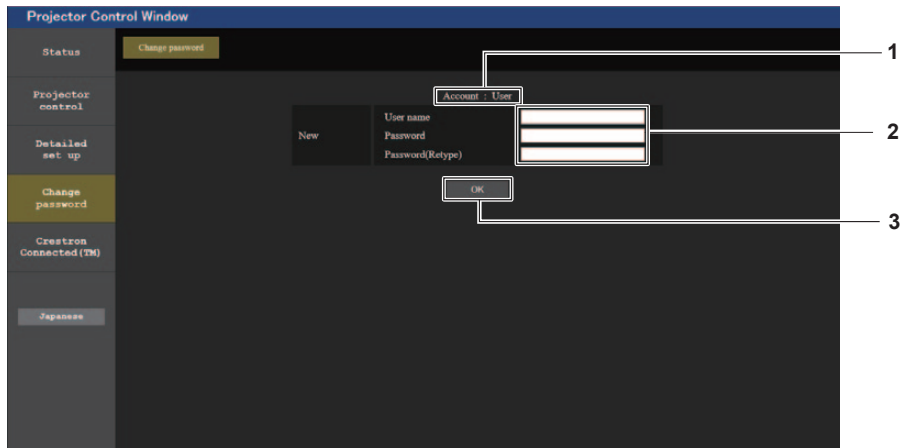 Projector Control Window
Status
Change password
1
Projector
control
Account : User
User name
New
Password
2
Password(Retype)
Detailed
set up
Change
password
OK
3
Crestron
Connected(TM)
Japanese